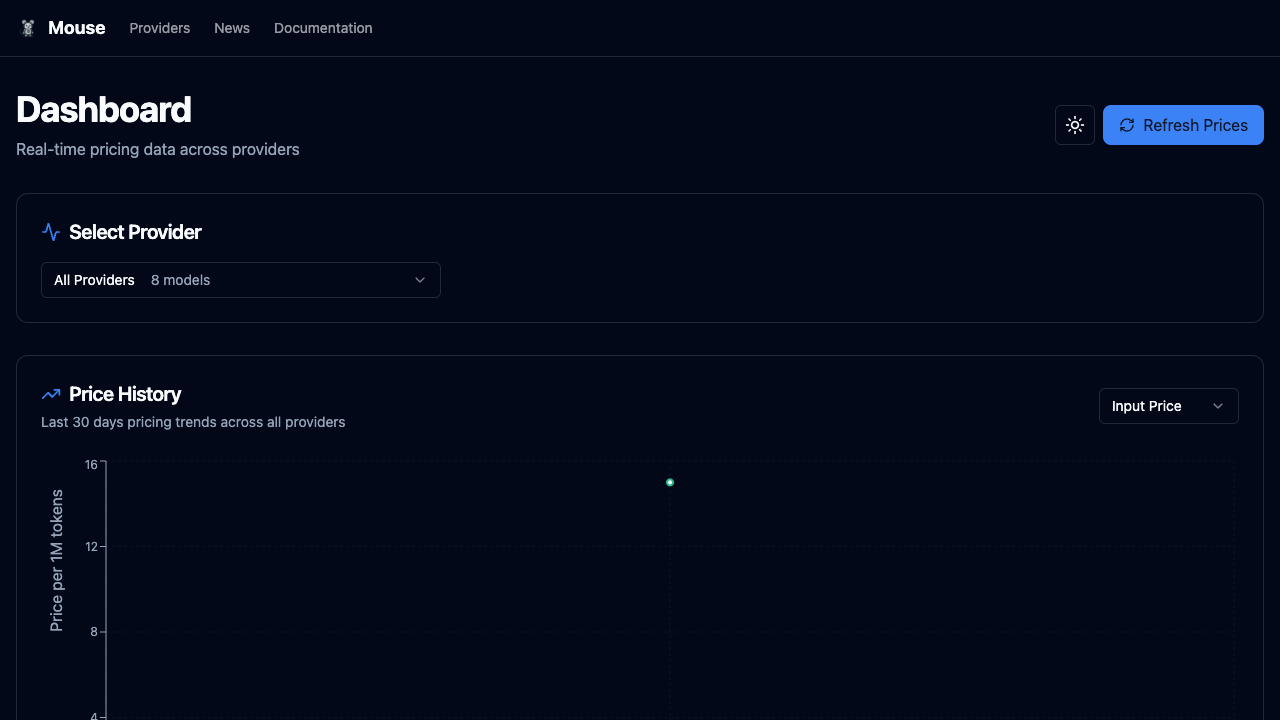 Mouse Providers News Documentation
Dashboard
Real-time pricing data across providers
Refresh Prices
Select Provider
All Providers 8 models
Price History
Last 30 days pricing trends across all providers
Input Price
16
12
8
4
Price per 1M tokens